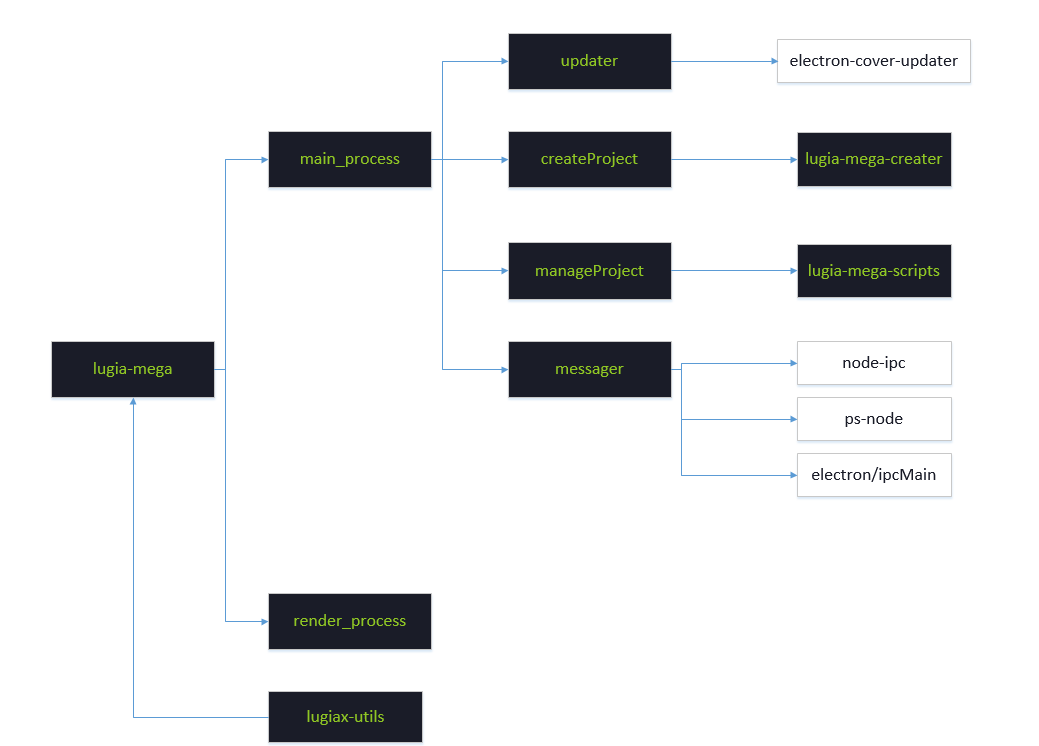 updater
electron-cover-updater
main_process
createProject
lugia-mega-creater
manageProject
lugia-mega-scripts
lugia-mega
messager
node-ipc
ps-node
electron/ipcMain
render_process
lugiax-utils